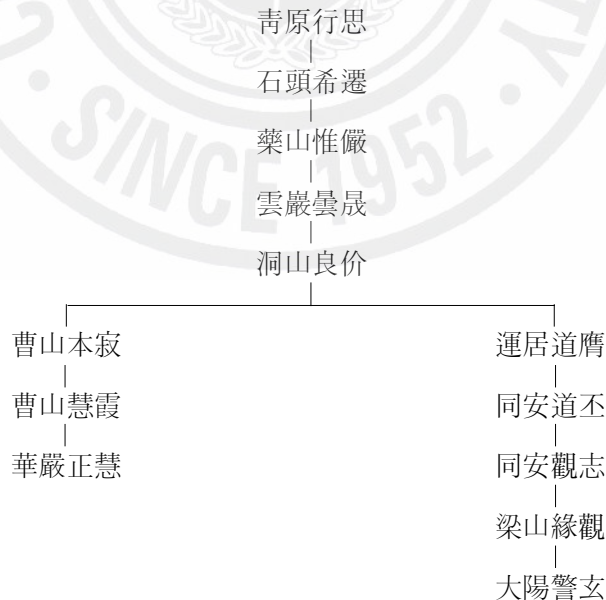 靑原行思
石頭希遷
藥山惟儼
雲巖曇晟
洞山良价
曹山本寂
運居道膺
曹山慧霞
同安道丕
華嚴正慧
同安觀志
梁山緣觀
大陽警玄
SINCE 1952